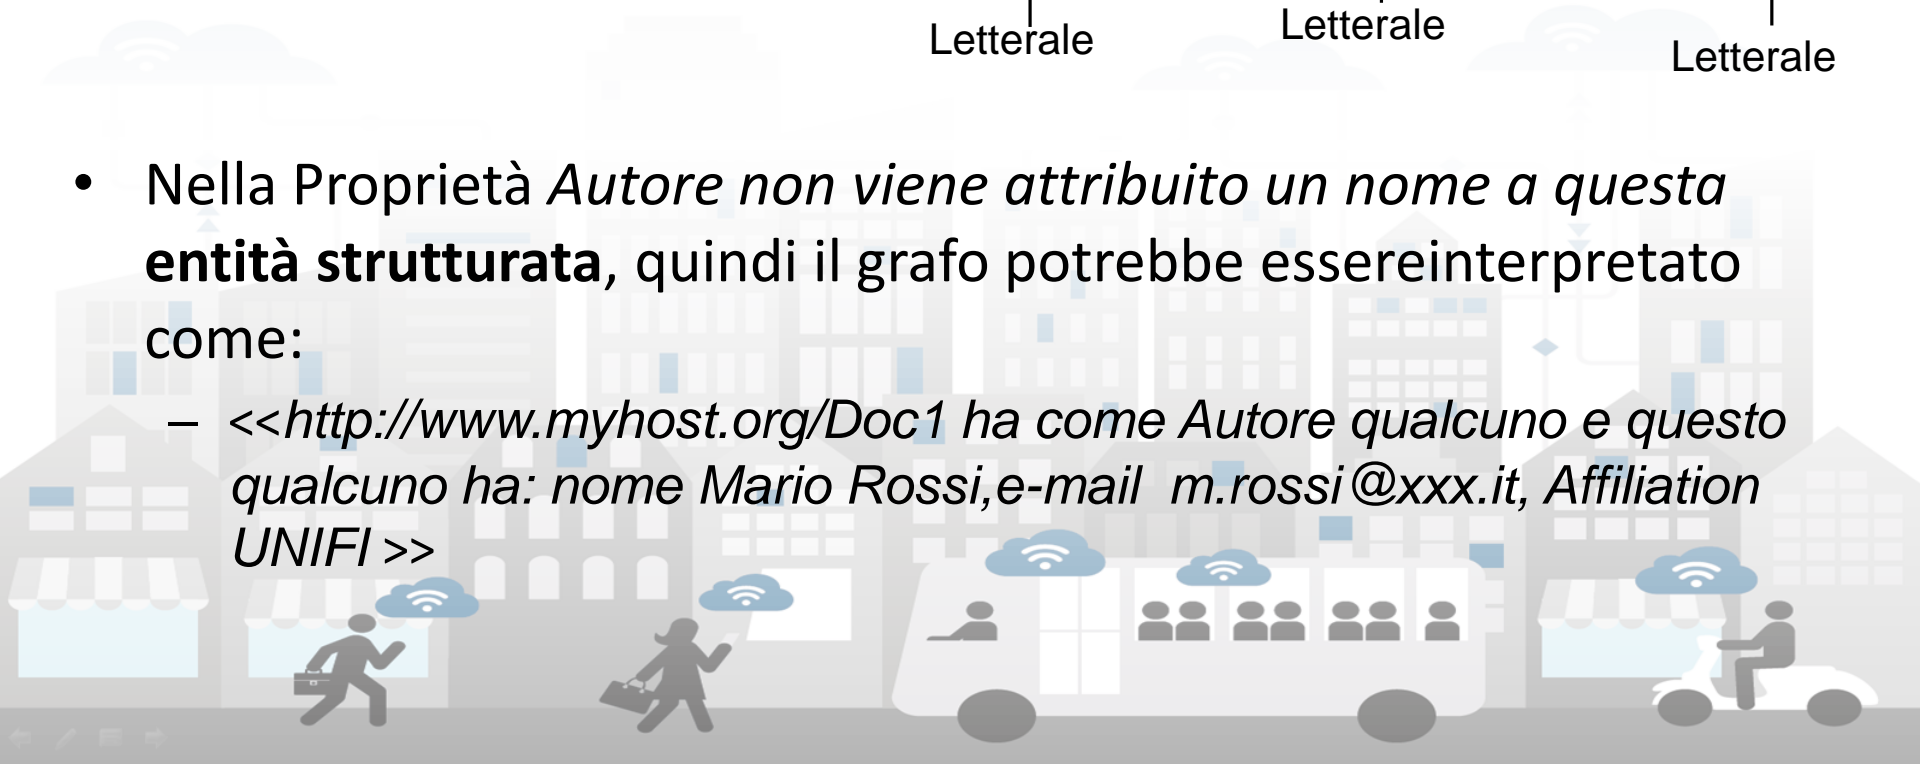 Letterale
Letterale
Letterale
• Nella Proprietà Autore non viene attribuito un nome a questa
entità strutturata, quindi il grafo potrebbe essereinterpretato
come:
– <<http://www.myhost.org/Doc1 ha come Autore qualcuno e questo
qualcuno ha: nome Mario Rossi,e-mail m.rossi@xxx.it, Affiliation
UNIFI >>